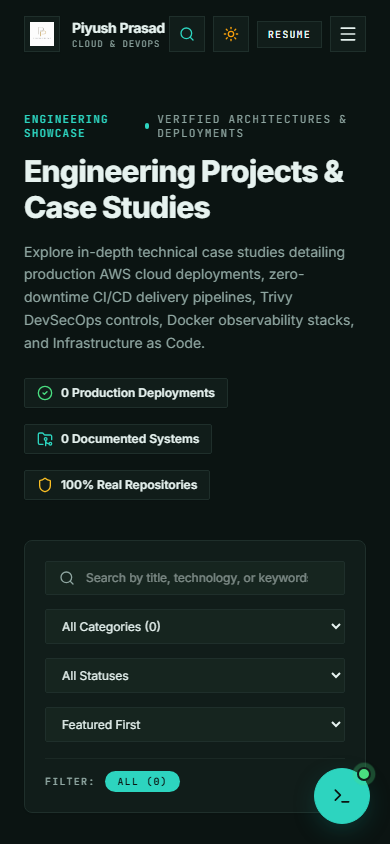 Piyush Prasad
CLOUD & DEVOPS
RESUME
ENGINEERING SHOWCASE
VERIFIED ARCHITECTURES & DEPLOYMENTS
Engineering Projects &
Case Studies
Explore in-depth technical case studies detailing
production AWS cloud deployments, zero-
downtime CI/CD delivery pipelines, Trivy
DevSecOps controls, Docker observability stacks,
and Infrastructure as Code.
0 Production Deployments
0 Documented Systems
100% Real Repositories
Search by title, technology, or keyword
All Categories (0)
All Statuses
Featured First
FILTER: ALL (0)